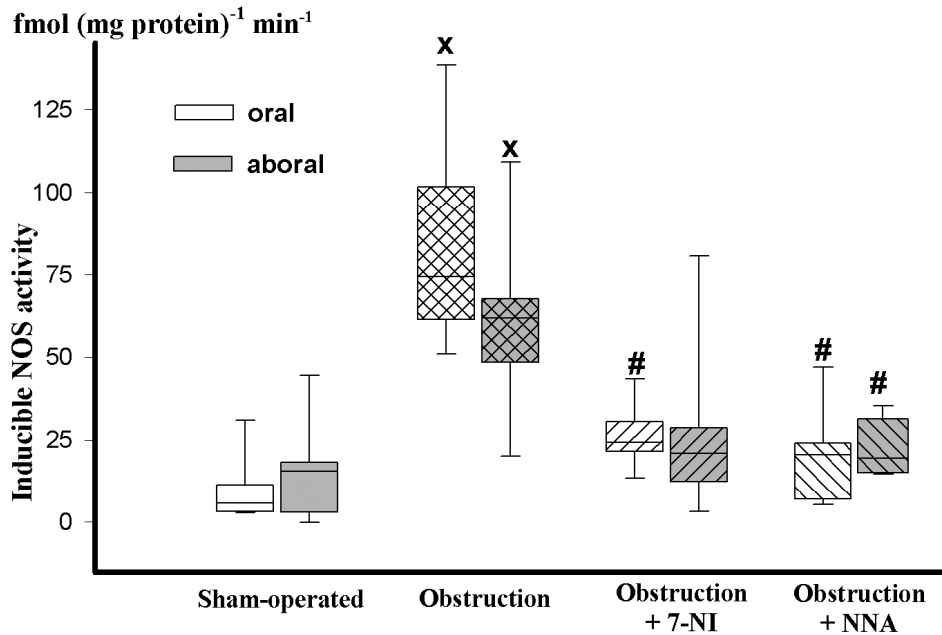 fmol (mg protein)⁻¹ min⁻¹
x
125
oral
aboral
x
100
75
50
#
#
#
25
0
Inducible NOS activity
Sham-operated
Obstruction
Obstruction
+ 7-NI
Obstruction
+ NNA